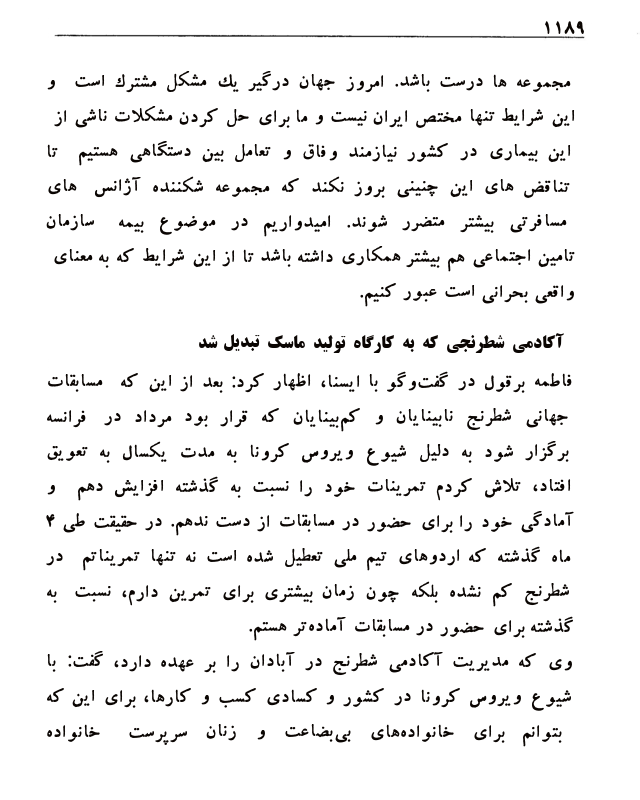 ۱۱۸۹
مجموعه ها درست باشد. امروز جهان درگیر یك مشکل مشترك است و
این شرایط تنها مختص ایران نیست و ما برای حل کردن مشکلات ناشی از
این بیماری در کشور نیازمند وفاق و تعامل بین دستگاهی هستیم تا
تناقض های این چنینی بروز نکند که مجموعه شکننده آژانس های
مسافرتی بیشتر متضرر شوند. امیدواریم در موضوع بیمه سازمان
تامین اجتماعی هم بیشتر همکاری داشته باشد تا از این شرایط که به معنای
واقعی بحرانی است عبور کنیم.
آکادمی شطرنجی که به کارگاه تولید ماسک تبدیل شد
فاطمه برقول در گفت‌وگو با ایسنا، اظهار کرد: بعد از این که مسابقات
جهانی شطرنج نابینایان و کم‌بینایان که قرار بود مرداد در فرانسه
برگزار شود به دلیل شیوع ویروس کرونا به مدت یکسال به تعویق
افتاد، تلاش کردم تمرینات خود را نسبت به گذشته افزایش دهم و
آمادگی خود را برای حضور در مسابقات از دست ندهم. در حقیقت طی ۴
ماه گذشته که اردوهای تیم ملی تعطیل شده است نه تنها تمریناتم در
شطرنج کم نشده بلکه چون زمان بیشتری برای تمرین دارم، نسبت به
گذشته برای حضور در مسابقات آماده‌تر هستم.
وی که مدیریت آکادمی شطرنج در آبادان را بر عهده دارد، گفت: با
شیوع ویروس کرونا در کشور و کسادی کسب و کارها، برای این که
بتوانم برای خانواده‌های بی‌بضاعت و زنان سرپرست خانواده